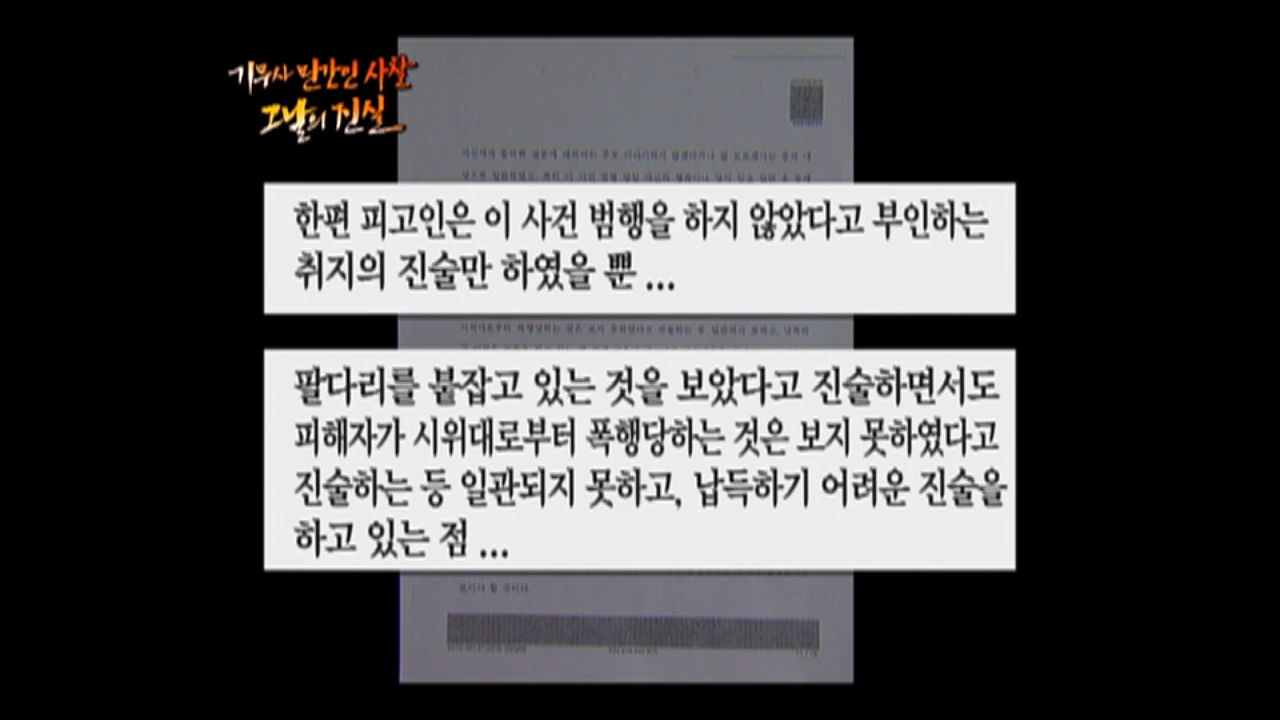 기무사 민간인 사찰
그날의 진실
한편 피고인은 이 사건 범행을 하지 않았다고 부인하는
취지의 진술만 하였을 뿐 ...
팔다리를 붙잡고 있는 것을 보았다고 진술하면서도
피해자가 시위대로부터 폭행당하는 것은 보지 못하였다고
진술하는 등 일관되지 못하고, 납득하기 어려운 진술을
하고 있는 점 ...